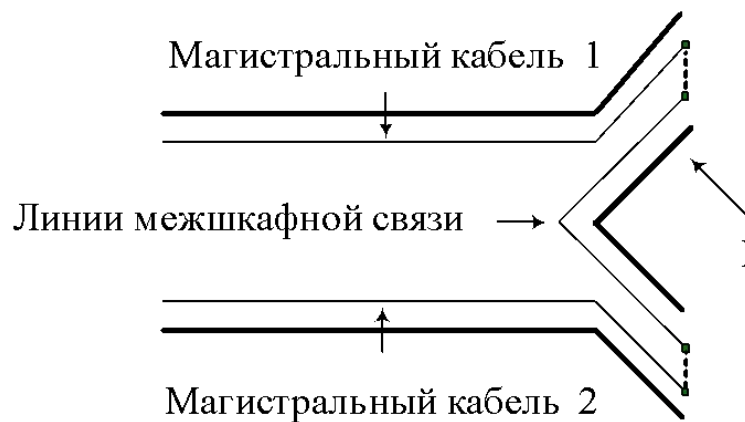 Магистральный кабель 1
Линии межшкафной связи
Магистральный кабель 2